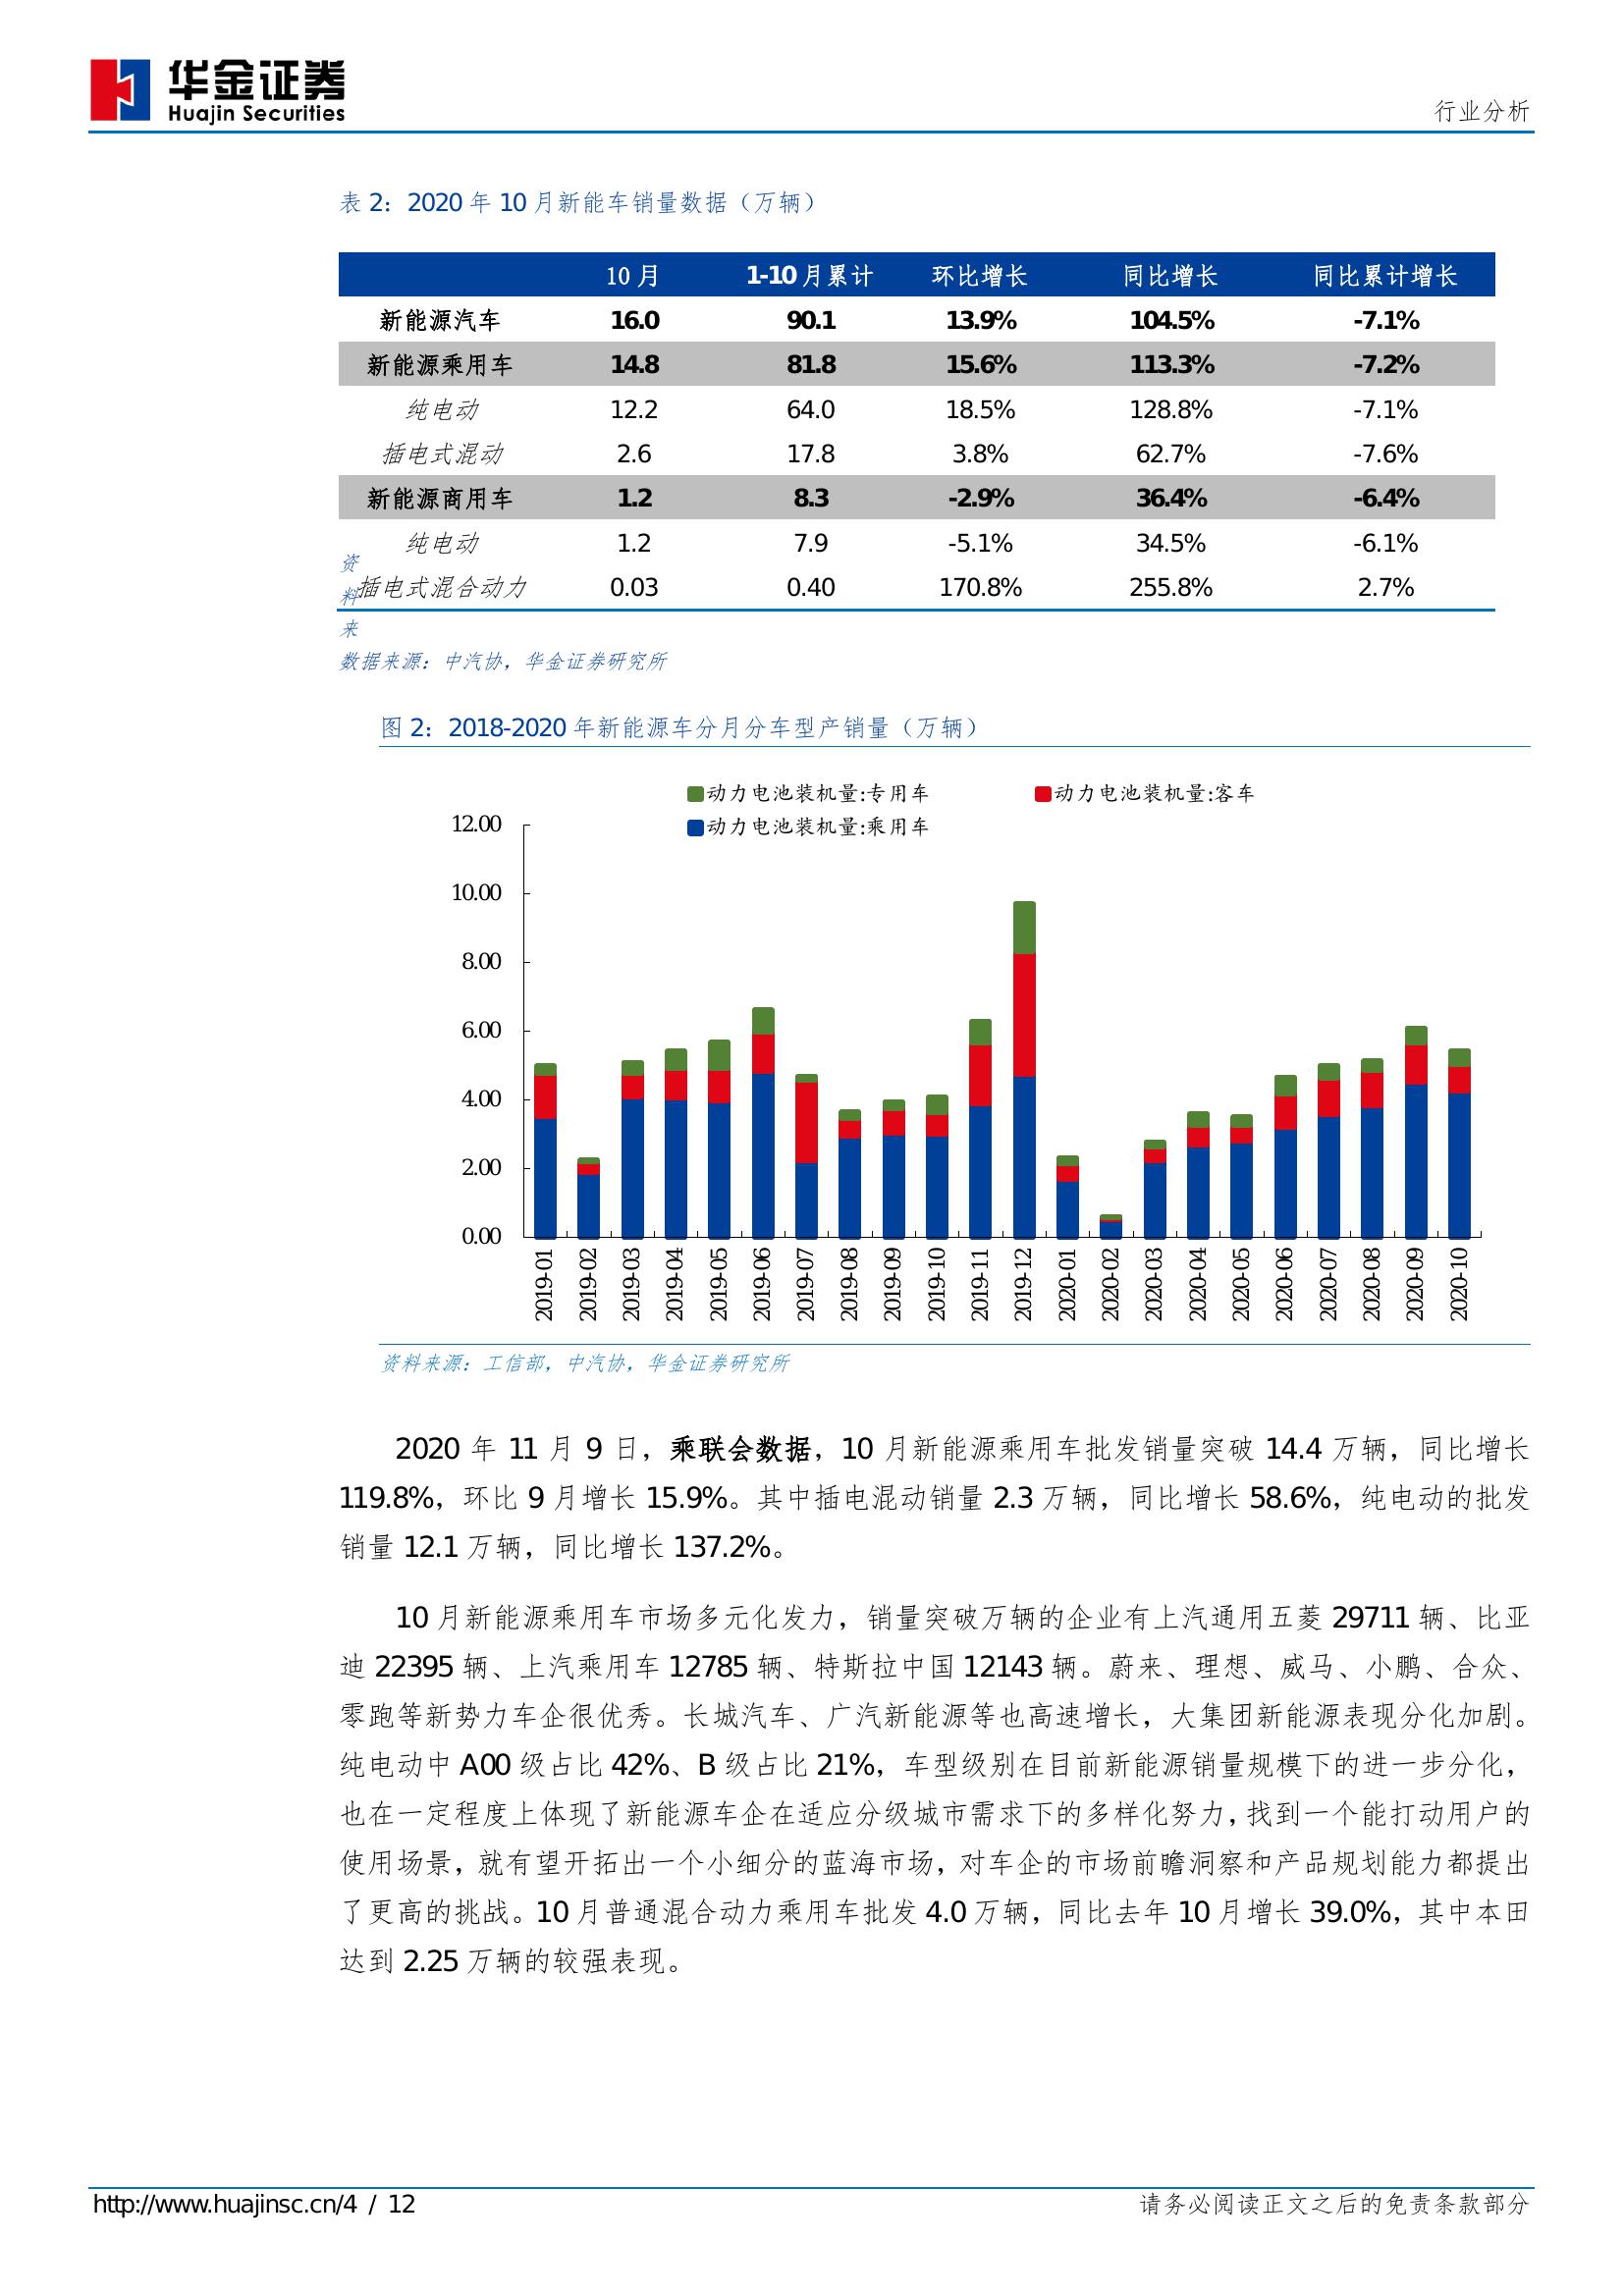 华金证券
Huajin Securities
行业分析
表 2：2020 年 10 月新能车销量数据（万辆）
10 月 1-10 月累计 环比增长 同比增长 同比累计增长
新能源汽车 16.0 90.1 13.9% 104.5% -7.1%
新能源乘用车 14.8 81.8 15.6% 113.3% -7.2%
纯电动 12.2 64.0 18.5% 128.8% -7.1%
插电式混动 2.6 17.8 3.8% 62.7% -7.6%
新能源商用车 1.2 8.3 -2.9% 36.4% -6.4%
纯电动 1.2 7.9 -5.1% 34.5% -6.1%
资
料
来
插电式混合动力 0.03 0.40 170.8% 255.8% 2.7%
数据来源：中汽协，华金证券研究所
图 2：2018-2020 年新能源车分月分车型产销量（万辆）
动力电池装机量:专用车 动力电池装机量:客车
动力电池装机量:乘用车
12.00
10.00
8.00
6.00
4.00
2.00
0.00
2019-01 2019-02 2019-03 2019-04 2019-05 2019-06 2019-07 2019-08 2019-09 2019-10 2019-11 2019-12 2020-01 2020-02 2020-03 2020-04 2020-05 2020-06 2020-07 2020-08 2020-09 2020-10
资料来源：工信部，中汽协，华金证券研究所
2020 年 11 月 9 日，乘联会数据，10 月新能源乘用车批发销量突破 14.4 万辆，同比增长
119.8%，环比 9 月增长 15.9%。其中插电混动销量 2.3 万辆，同比增长 58.6%，纯电动的批发
销量 12.1 万辆，同比增长 137.2%。
10 月新能源乘用车市场多元化发力，销量突破万辆的企业有上汽通用五菱 29711 辆、比亚
迪 22395 辆、上汽乘用车 12785 辆、特斯拉中国 12143 辆。蔚来、理想、威马、小鹏、合众、
零跑等新势力车企很优秀。长城汽车、广汽新能源等也高速增长，大集团新能源表现分化加剧。
纯电动中 A00 级占比 42%、B 级占比 21%，车型级别在目前新能源销量规模下的进一步分化，
也在一定程度上体现了新能源车企在适应分级城市需求下的多样化努力，找到一个能打动用户的
使用场景，就有望开拓出一个小细分的蓝海市场，对车企的市场前瞻洞察和产品规划能力都提出
了更高的挑战。10 月普通混合动力乘用车批发 4.0 万辆，同比去年 10 月增长 39.0%，其中本田
达到 2.25 万辆的较强表现。
http://www.huajinsc.cn/4 / 12
请务必阅读正文之后的免责条款部分